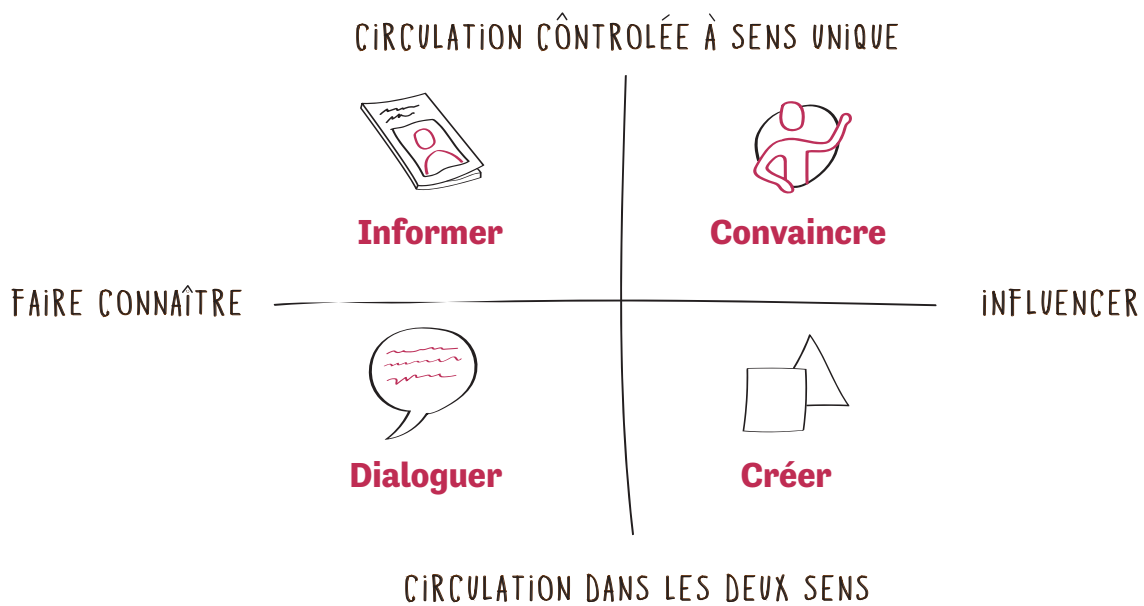 CIRCULATION CÔNTROLÉE À SENS UNIQUE
Informer
Convaincre
FAIRE CONNAÎTRE
INFLUENCER
Dialoguer
Créer
CIRCULATION DANS LES DEUX SENS